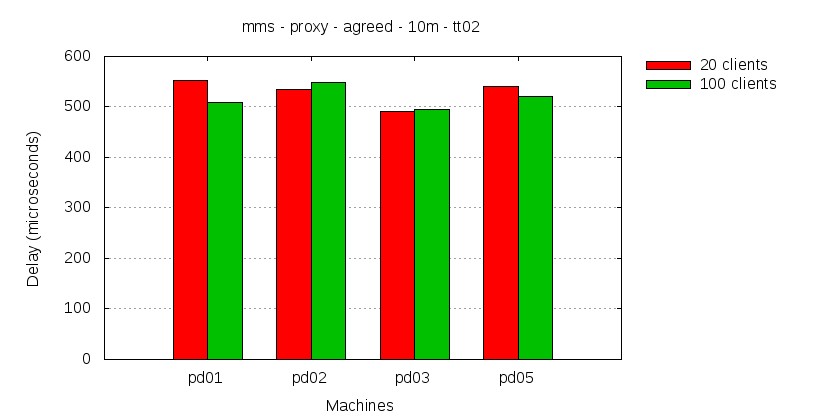 mms - proxy - agreed - 10m - tt02
20 clients
100 clients
600
500
400
300
200
100
0
Delay (microseconds)
pd01 pd02 pd03 pd05
Machines